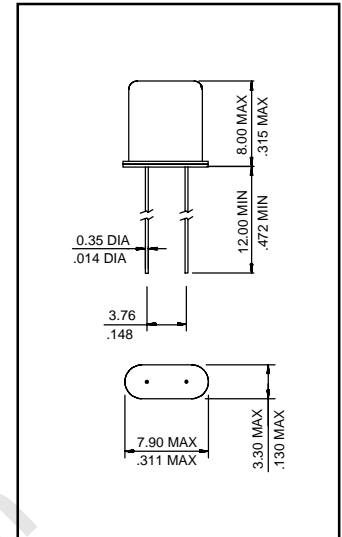 8.00 MAX
.315 MAX
12.00 MIN
.472 MIN
0.35 DIA
.014 DIA
3.76
.148
7.90 MAX
.311 MAX
3.30 MAX
.130 MAX